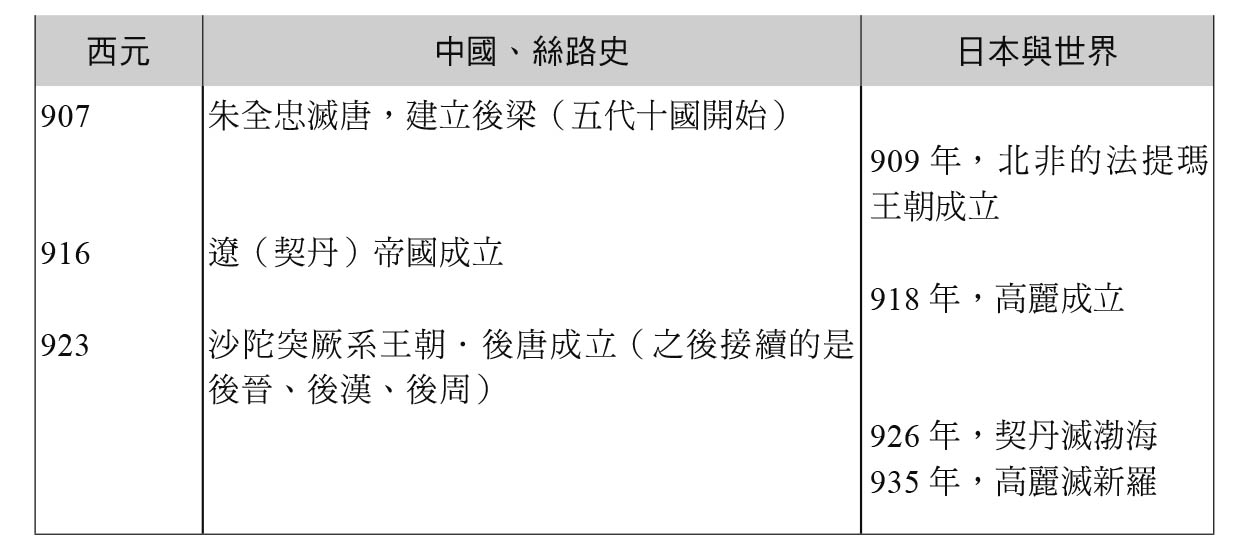 西元 中國、絲路史 日本與世界
907 朱全忠滅唐，建立後梁（五代十國開始）
909 年，北非的法提瑪
王朝成立
916 遼（契丹）帝國成立
918 年，高麗成立
923 沙陀突厥系王朝．後唐成立（之後接續的是
後晉、後漢、後周）
926 年，契丹滅渤海
935 年，高麗滅新羅